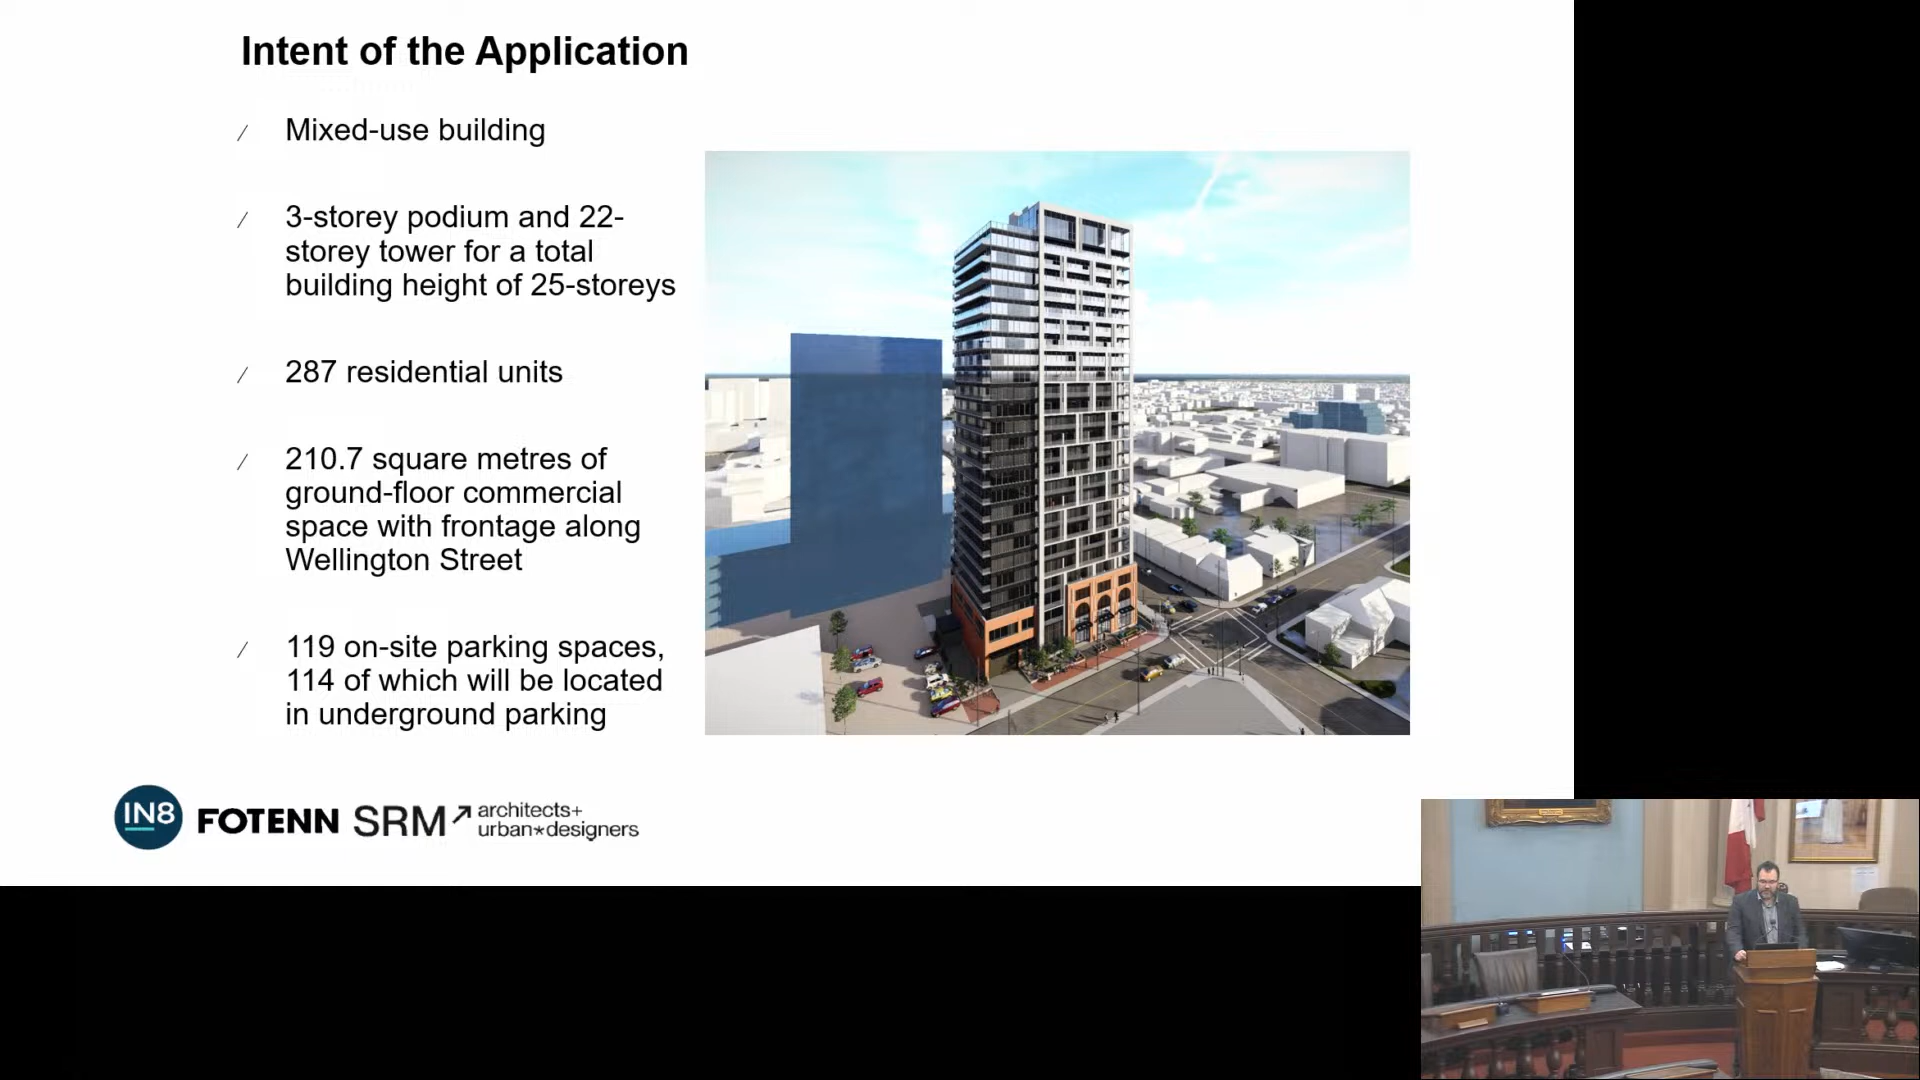 Intent of the Application
Mixed-use building
3-storey podium and 22-
storey tower for a total
building height of 25-storeys
287 residential units
210.7 square metres of
ground-floor commercial
space with frontage along
Wellington Street
119 on-site parking spaces,
114 of which will be located
in underground parking
IN8 FOTENN SRM architects+
urban*designers